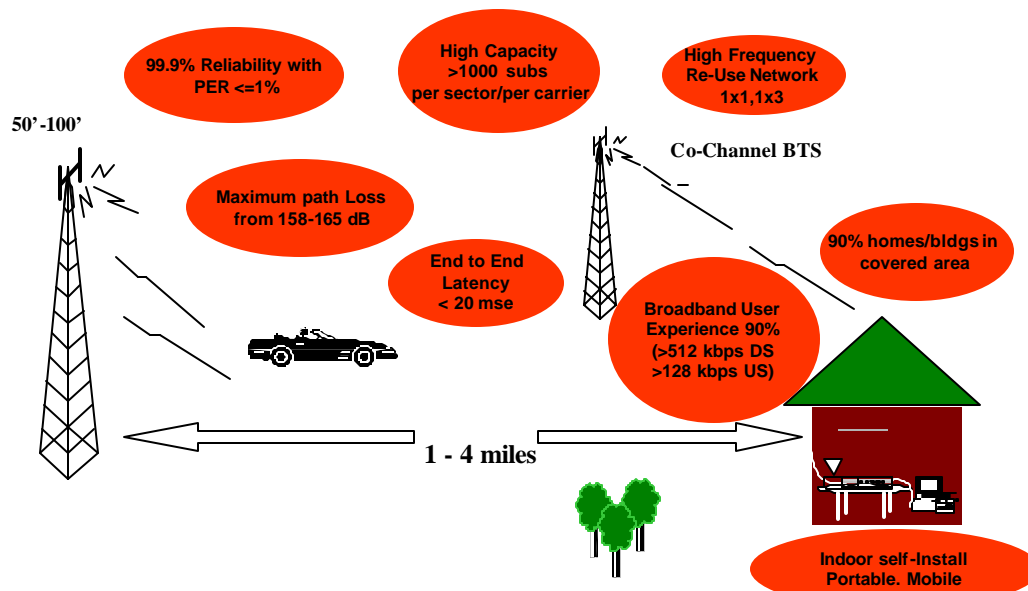 99.9% Reliability with
PER <=1%
High Capacity
>1000 subs
per sector/per carrier
High Frequency
Re-Use Network
1x1,1x3
50’-100’
Co-Channel BTS
Maximum path Loss
from 158-165 dB
90% homes/bldgs in
covered area
End to End
Latency
< 20 mse
Broadband User
Experience 90%
(>512 kbps DS
>128 kbps US)
1 - 4 miles
Indoor self-Install
Portable. Mobile